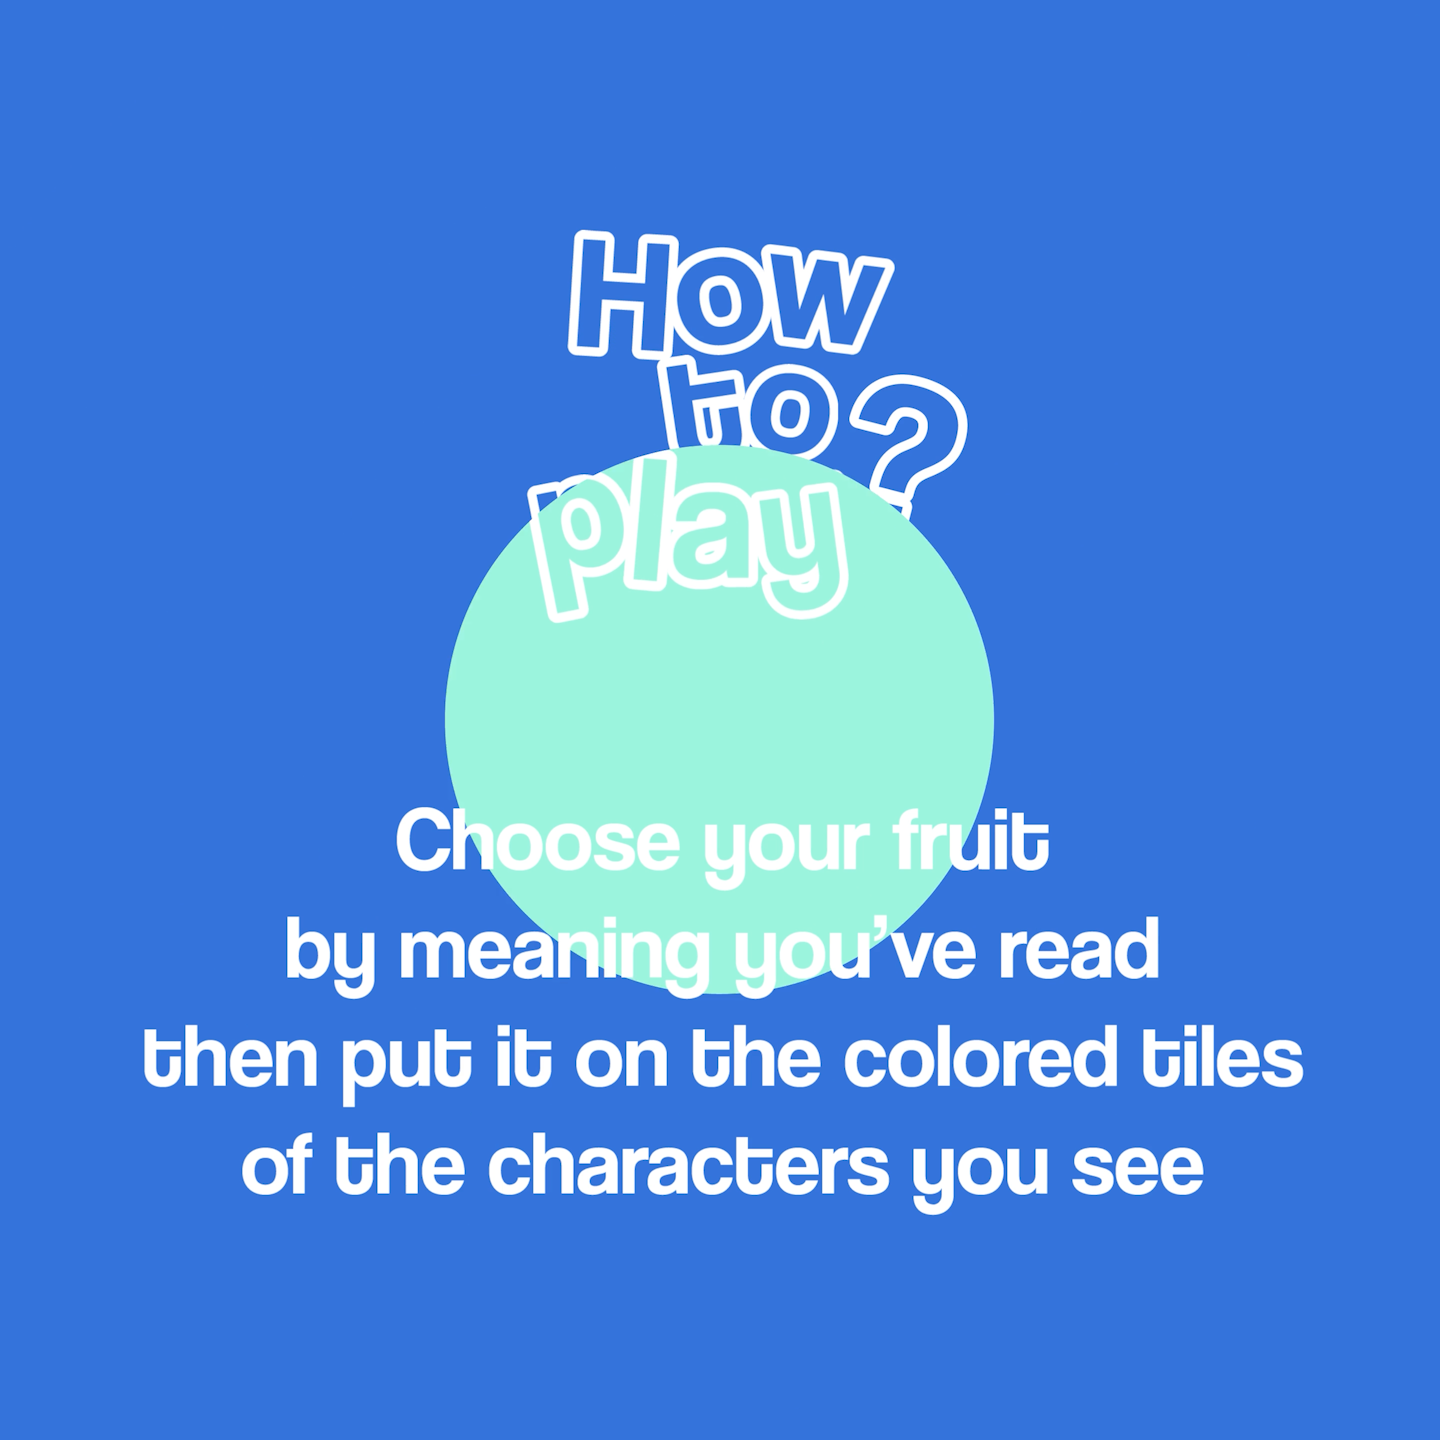 How
to?
play
Choose your fruit
by meaning you've read
then put it on the colored tiles
of the characters you see